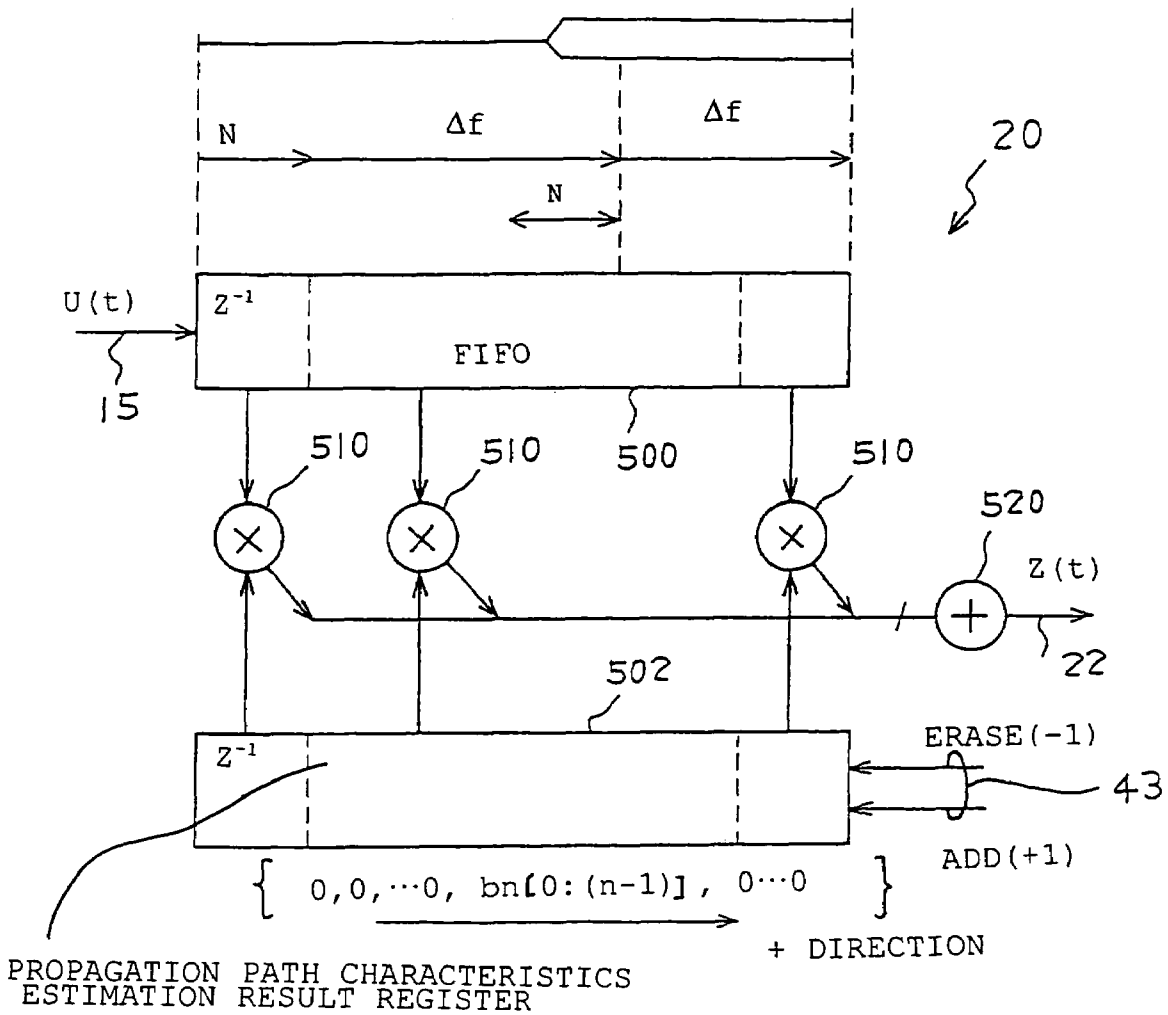 Δf
Δf
N
20
N
U(t)
Z⁻¹
FIFO
15
510
510
500
510
520
Z(t)
22
502
Z⁻¹
ERASE(-1)
43
ADD(+1)
{ 0,0,⋯0, bn[0:(n-1)], 0⋯0 }
+ DIRECTION
PROPAGATION PATH CHARACTERISTICS
ESTIMATION RESULT REGISTER